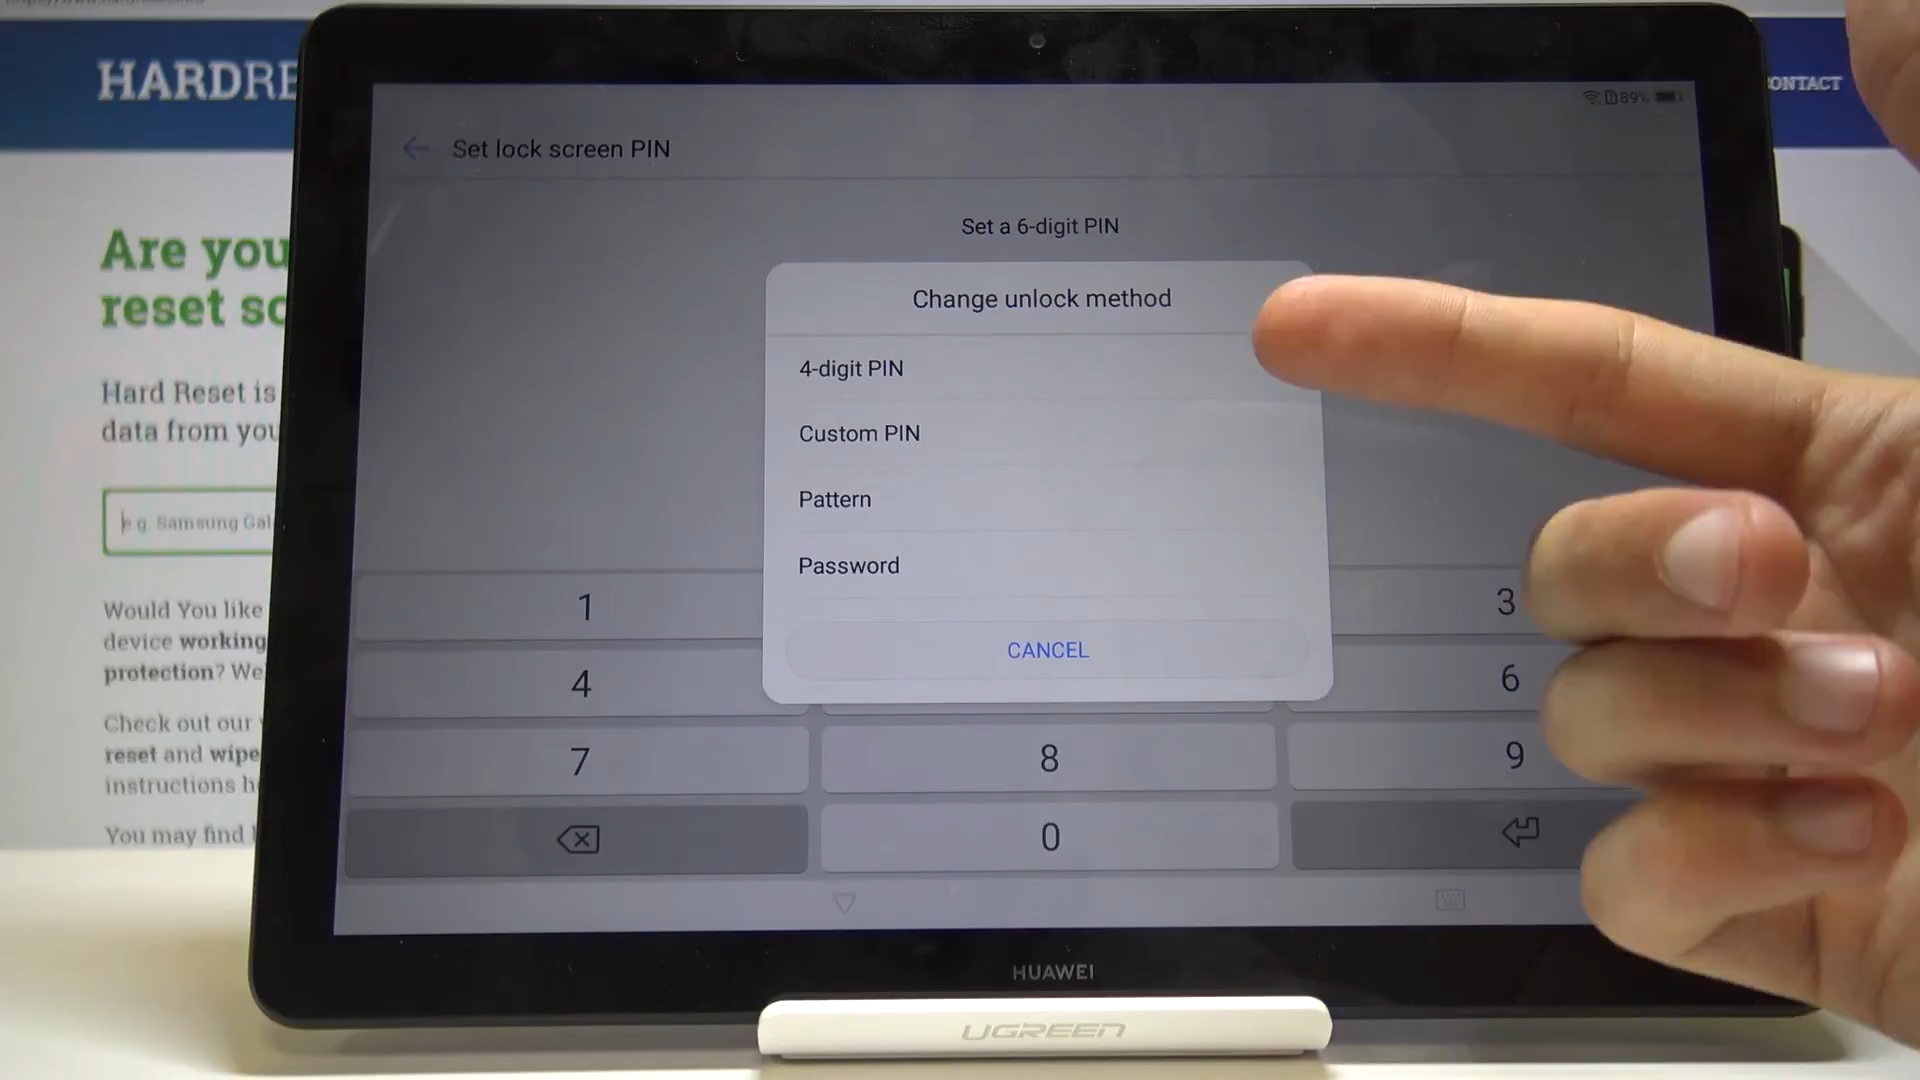 HARDRE
CONTACT
89%
Set lock screen PIN
Are you
reset sc
Set a 6-digit PIN
Change unlock method
4-digit PIN
Custom PIN
Pattern
Password
CANCEL
Hard Reset is
data from you
e.g. Samsung Gal
Would You like
device working
protection? We
Check out our
reset and wipe
instructions h
You may find
1
3
4
6
7
8
9
0
HUAWEI
UGREEN